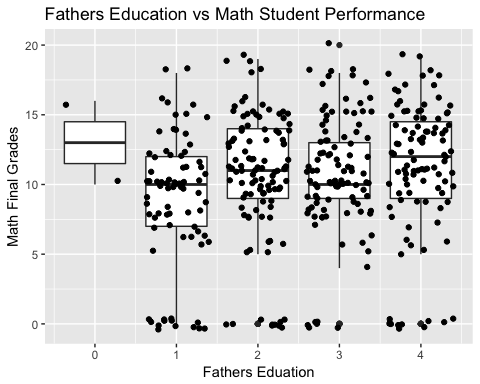 Fathers Education vs Math Student Performance
20
15
10
5
0
Math Final Grades
0 1 2 3 4
Fathers Eduation